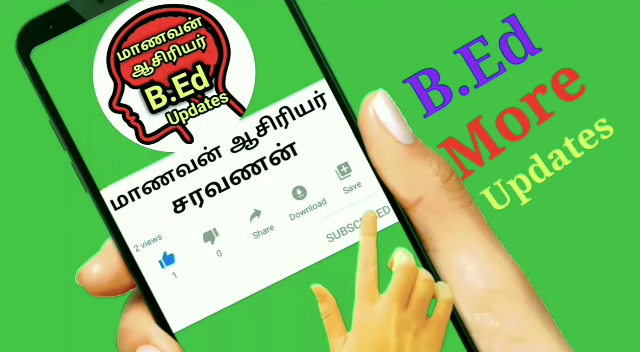 மாணவன்
ஆசிரியர்
B.Ed
Updates
மாணவன் ஆசிரியர்
சரவணன்
2 views
1
0
Share
Download
Save
B.Ed
More
Updates